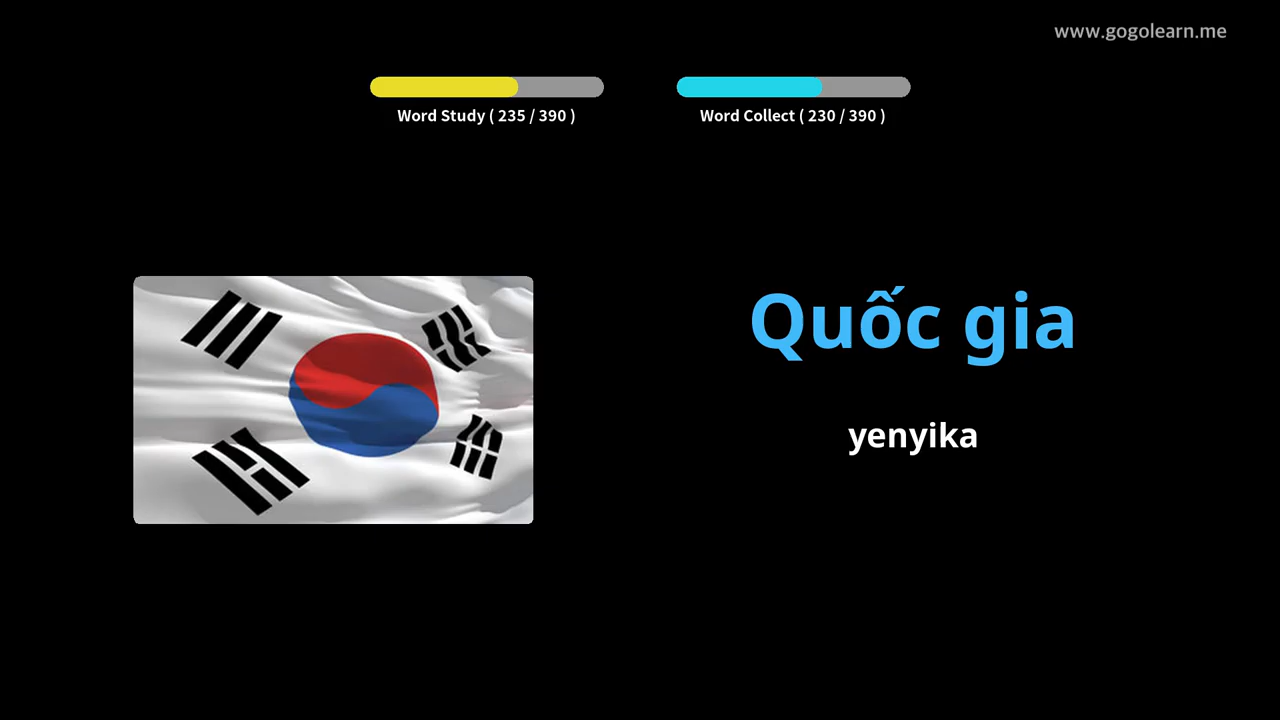 www.gogolearn.me
Word Study ( 235 / 390 )
Word Collect ( 230 / 390 )
Quốc gia
yenyika